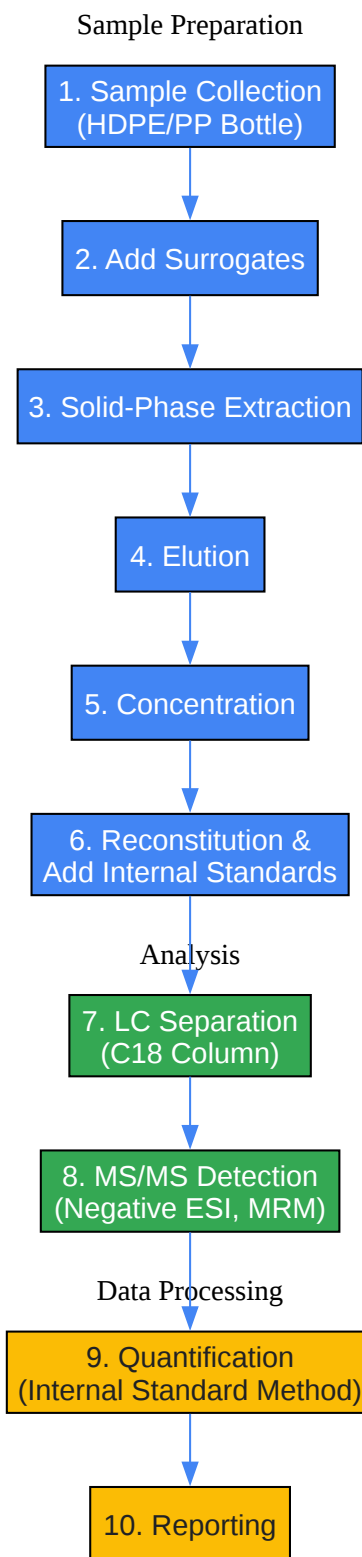 Sample Preparation
1. Sample Collection
(HDPE/PP Bottle)
2. Add Surrogates
3. Solid-Phase Extraction
4. Elution
5. Concentration
6. Reconstitution &
Add Internal Standards
Analysis
7. LC Separation
(C18 Column)
8. MS/MS Detection
(Negative ESI, MRM)
Data Processing
9. Quantification
(Internal Standard Method)
10. Reporting